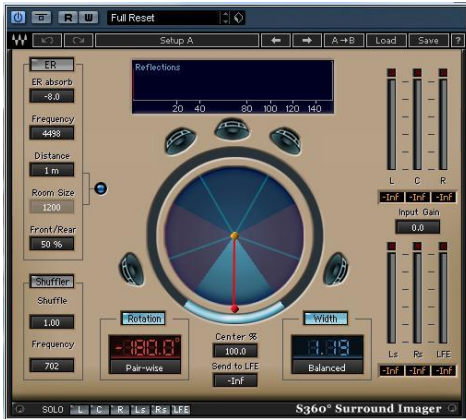 R W Full Reset
Setup A A→B Load Save ?
ER
ER absorb
-8.0
Frequency
4498
Distance
1 m
Room Size
1200
Front/Rear
50 %
Shuffler
Shuffle
1.00
Frequency
702
Reflections
20 40 80 100 120 140
Rotation
-180.0°
Pair-wise
Center %
100.0
Send to LFE
-Inf
Width
1.19
Balanced
L C R
-Inf -Inf -Inf
Input Gain
0.0
Ls Rs LFE
-Inf -Inf -Inf
SOLO L C R Ls Rs LFE
S360° Surround Imager